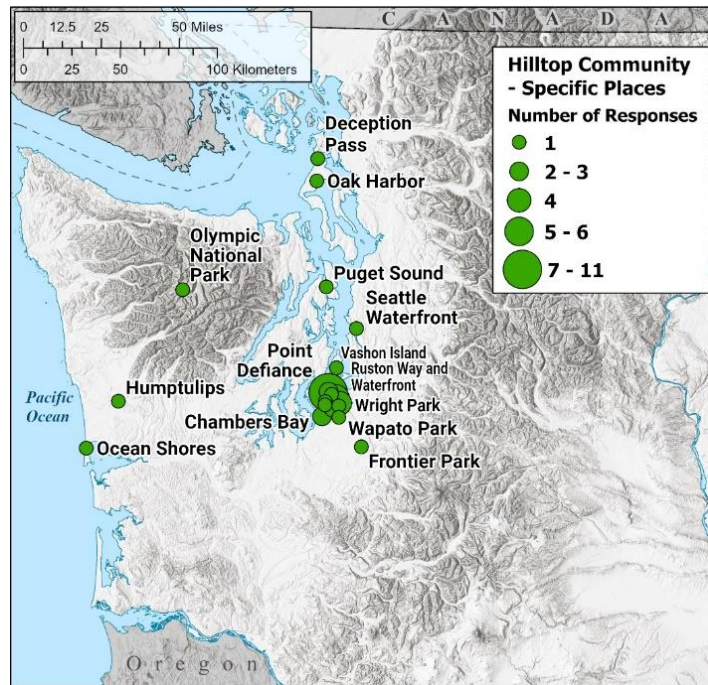 C A N A D A
0 12.5 25 50 Miles
0 25 50 100 Kilometers
Hilltop Community
- Specific Places
Number of Responses
1
2 - 3
4
5 - 6
7 - 11
Deception
Pass
Oak Harbor
Olympic
National
Park
Puget Sound
Seattle
Waterfront
Point
Defiance
Vashon Island
Ruston Way and
Waterfront
Humptulips
Pacific
Ocean
Wright Park
Chambers Bay
Wapato Park
Ocean Shores
Frontier Park
Oregon